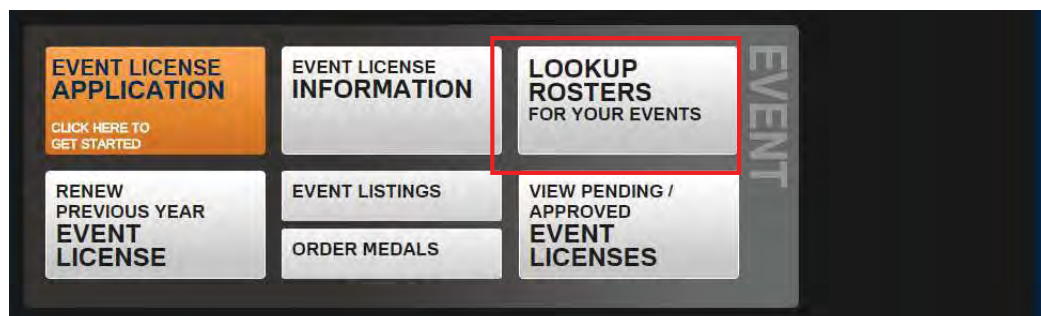 EVENT LICENSE
APPLICATION
CLICK HERE TO
GET STARTED
EVENT LICENSE
INFORMATION
LOOKUP
ROSTERS
FOR YOUR EVENTS
RENEW
PREVIOUS YEAR
EVENT
LICENSE
EVENT LISTINGS
ORDER MEDALS
VIEW PENDING /
APPROVED
EVENT
LICENSES
EVENT